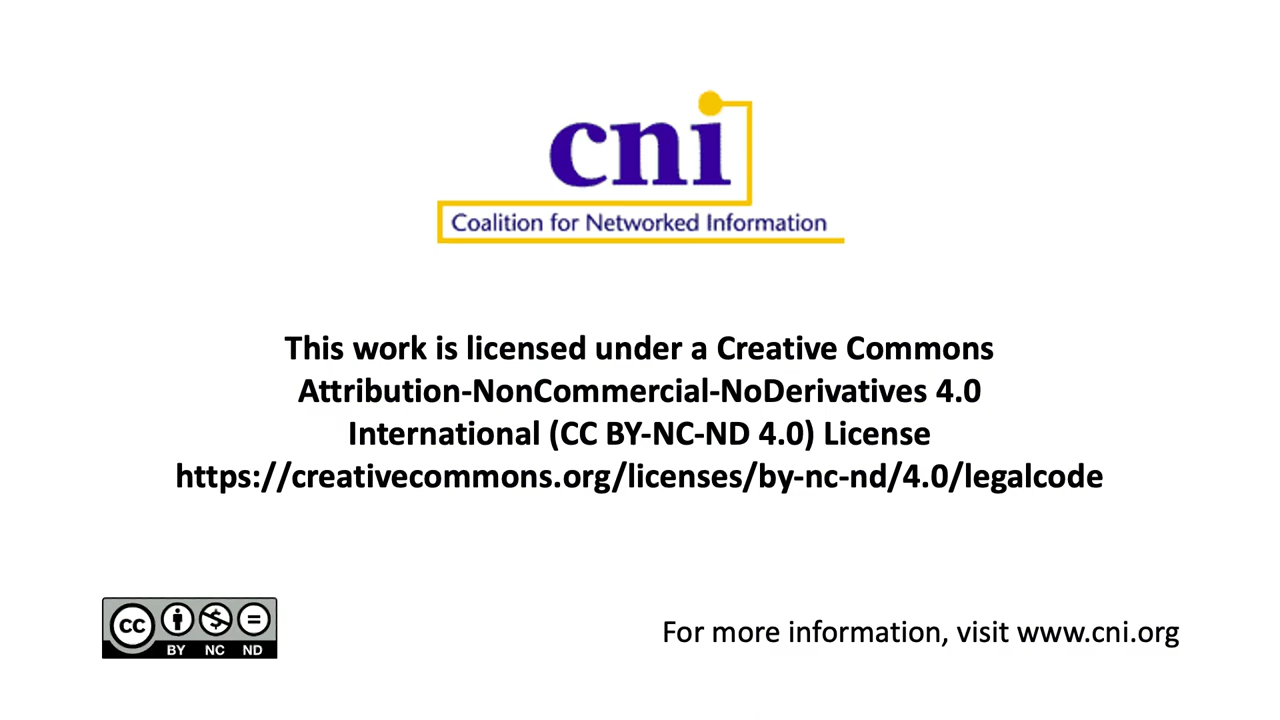 cni
Coalition for Networked Information
This work is licensed under a Creative Commons
Attribution-NonCommercial-NoDerivatives 4.0
International (CC BY-NC-ND 4.0) License
https://creativecommons.org/licenses/by-nc-nd/4.0/legalcode
cc
BY NC ND
For more information, visit www.cni.org